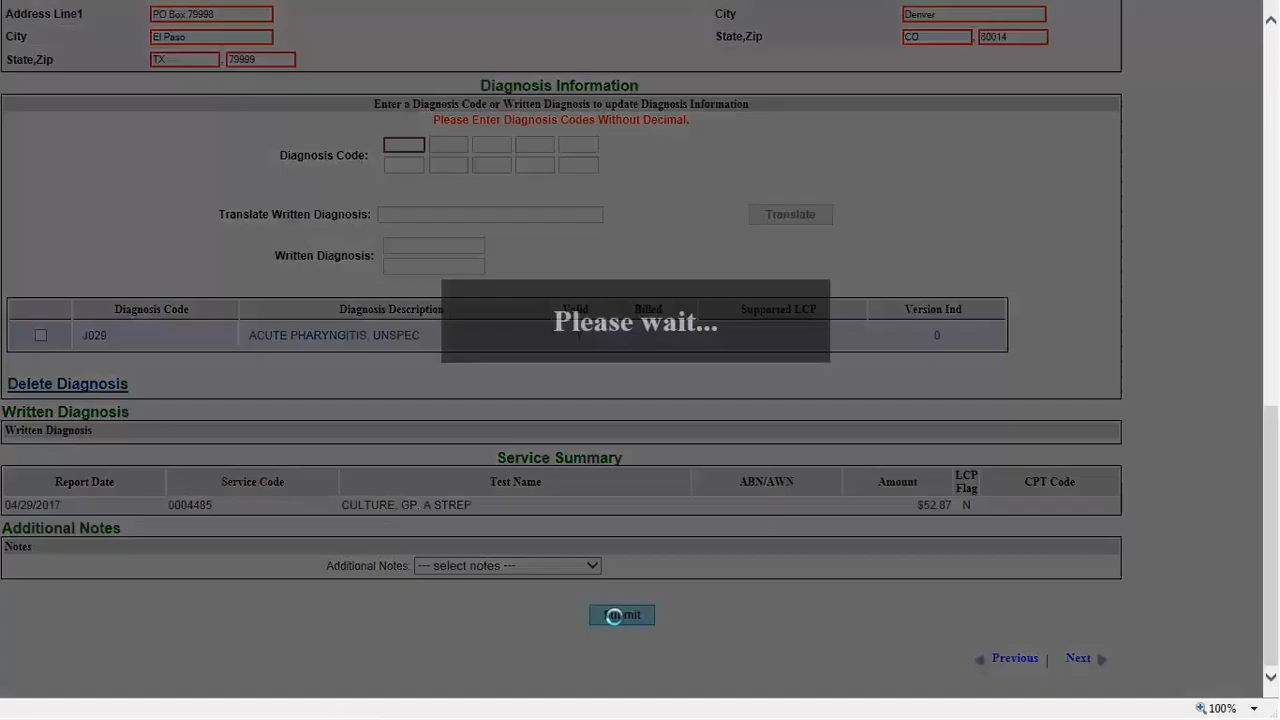 Address Line1 PO Box 79998 City Denver
City El Paso State,Zip CO , 80014
State,Zip TX , 79999
Diagnosis Information
Enter a Diagnosis Code or Written Diagnosis to update Diagnosis Information
Please Enter Diagnosis Codes Without Decimal.
Diagnosis Code:
Translate Written Diagnosis: Translate
Written Diagnosis:
Diagnosis Code Diagnosis Description Valid Billed Supported LCP Version Ind
Please wait...
J029 ACUTE PHARYNGITIS, UNSPEC 0
Delete Diagnosis
Written Diagnosis
Written Diagnosis
Service Summary
Report Date Service Code Test Name ABN/AWN Amount LCP Flag CPT Code
04/29/2017 0004485 CULTURE, GP. A STREP $52.87 N
Additional Notes
Notes
Additional Notes: --- select notes ---
Submit
Previous | Next
100%